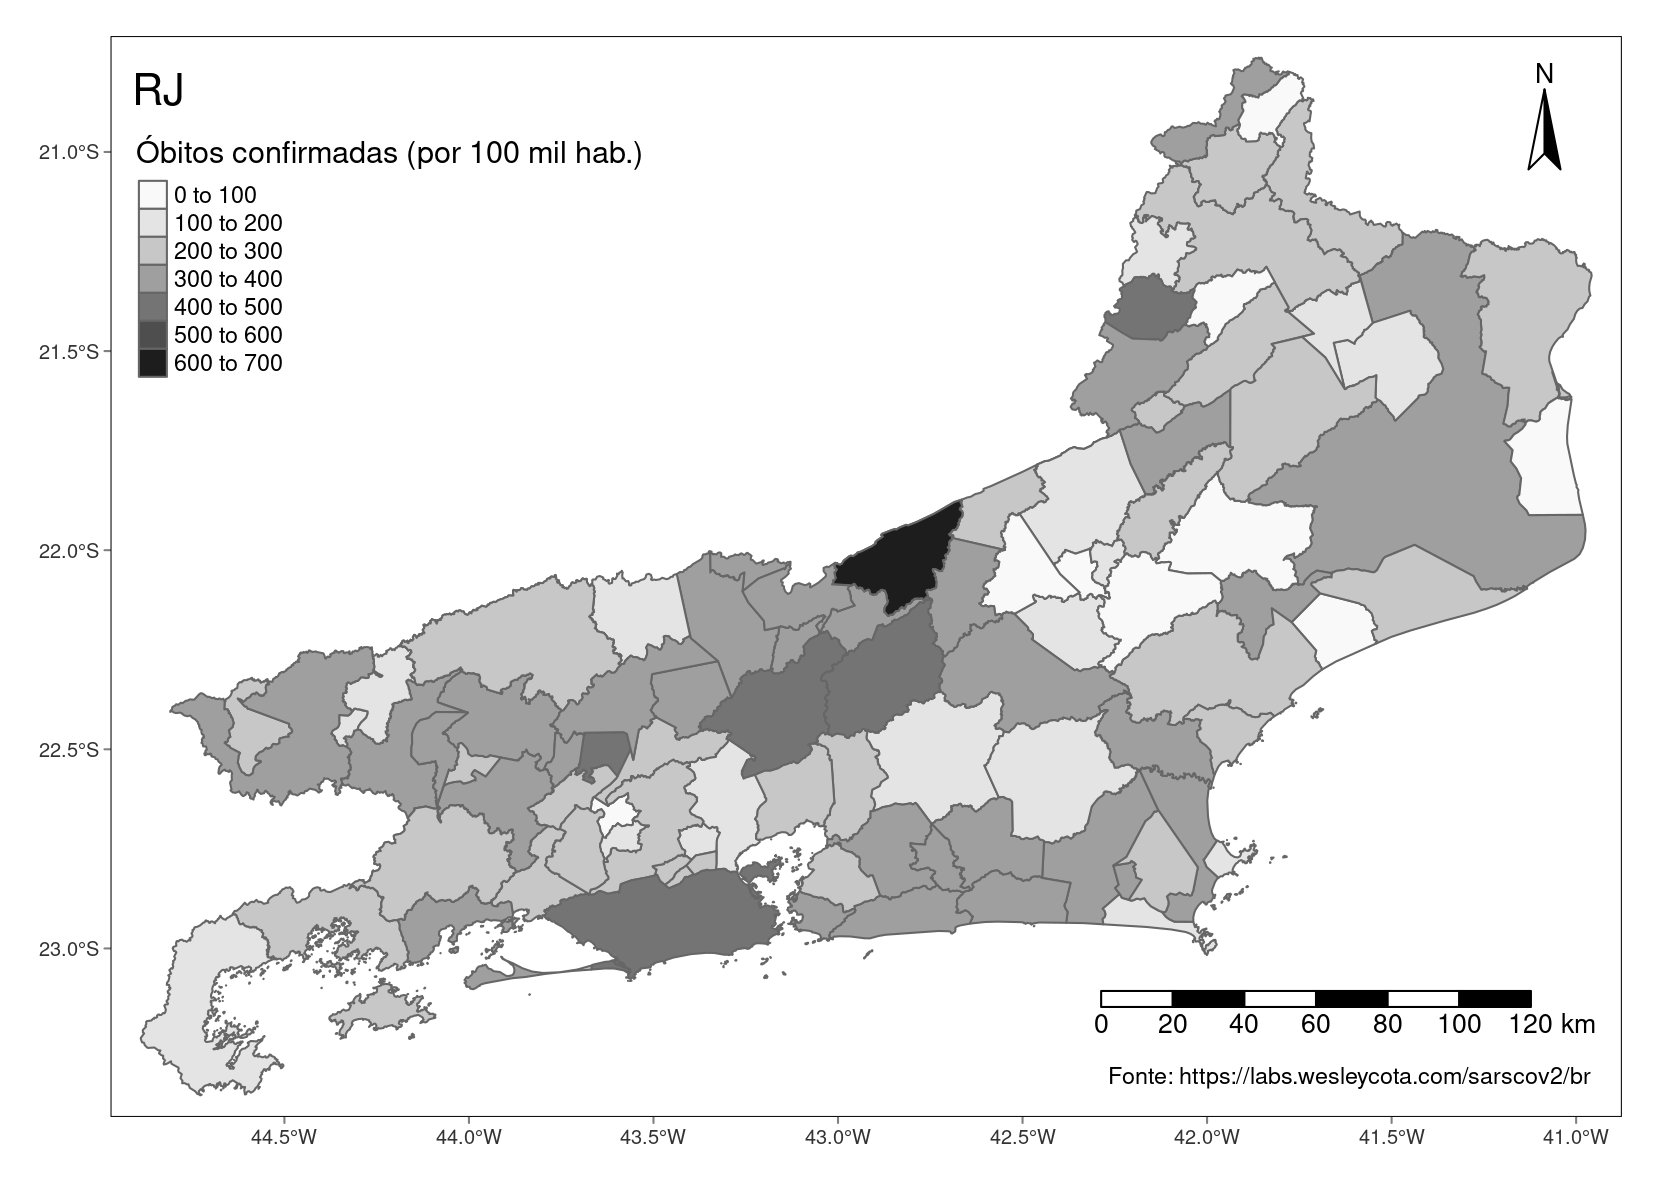 RJ
Óbitos confirmadas (por 100 mil hab.)
0 to 100
100 to 200
200 to 300
300 to 400
400 to 500
500 to 600
600 to 700
N
21.0°S
21.5°S
22.0°S
22.5°S
23.0°S
0 20 40 60 80 100 120 km
Fonte: https://labs.wesleycota.com/sarscov2/br
44.5°W 44.0°W 43.5°W 43.0°W 42.5°W 42.0°W 41.5°W 41.0°W